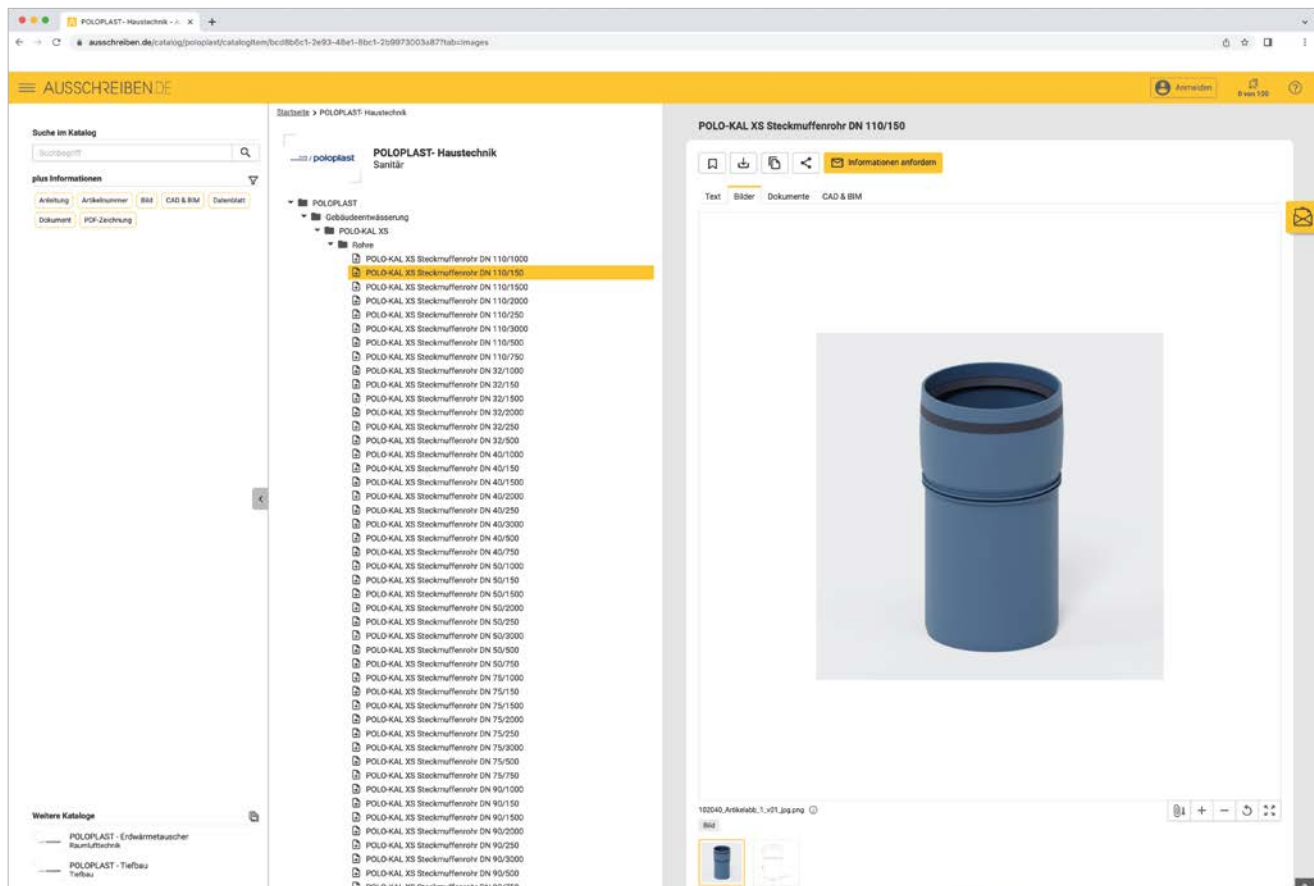 POLOPLAST- Haustechnik - A
ausschreiben.de/catalog/poloplast/catalogItem/bcd8b6c1-2e93-48e1-8bc1-2b9973003a87?tab=images
AUSSCHREIBEN.DE
Anmelden
0 von 100
Suche im Katalog
Suchbegriff
plus Informationen
Anleitung
Artikelnummer
Bild
CAD & BIM
Datenblatt
Dokument
PDF-Zeichnung
Weitere Kataloge
POLOPLAST - Erdwärmetauscher
Raumlufttechnik
POLOPLAST - Tiefbau
Tiefbau
Startseite > POLOPLAST- Haustechnik
poloplast
POLOPLAST- Haustechnik
Sanitär
POLOPLAST
Gebäudeentwässerung
POLO-KAL XS
Rohre
POLO-KAL XS Steckmuffenrohr DN 110/1000
POLO-KAL XS Steckmuffenrohr DN 110/150
POLO-KAL XS Steckmuffenrohr DN 110/1500
POLO-KAL XS Steckmuffenrohr DN 110/2000
POLO-KAL XS Steckmuffenrohr DN 110/250
POLO-KAL XS Steckmuffenrohr DN 110/3000
POLO-KAL XS Steckmuffenrohr DN 110/500
POLO-KAL XS Steckmuffenrohr DN 110/750
POLO-KAL XS Steckmuffenrohr DN 32/1000
POLO-KAL XS Steckmuffenrohr DN 32/150
POLO-KAL XS Steckmuffenrohr DN 32/1500
POLO-KAL XS Steckmuffenrohr DN 32/2000
POLO-KAL XS Steckmuffenrohr DN 32/250
POLO-KAL XS Steckmuffenrohr DN 32/500
POLO-KAL XS Steckmuffenrohr DN 40/1000
POLO-KAL XS Steckmuffenrohr DN 40/150
POLO-KAL XS Steckmuffenrohr DN 40/1500
POLO-KAL XS Steckmuffenrohr DN 40/2000
POLO-KAL XS Steckmuffenrohr DN 40/250
POLO-KAL XS Steckmuffenrohr DN 40/3000
POLO-KAL XS Steckmuffenrohr DN 40/500
POLO-KAL XS Steckmuffenrohr DN 40/750
POLO-KAL XS Steckmuffenrohr DN 50/1000
POLO-KAL XS Steckmuffenrohr DN 50/150
POLO-KAL XS Steckmuffenrohr DN 50/1500
POLO-KAL XS Steckmuffenrohr DN 50/2000
POLO-KAL XS Steckmuffenrohr DN 50/250
POLO-KAL XS Steckmuffenrohr DN 50/3000
POLO-KAL XS Steckmuffenrohr DN 50/500
POLO-KAL XS Steckmuffenrohr DN 50/750
POLO-KAL XS Steckmuffenrohr DN 75/1000
POLO-KAL XS Steckmuffenrohr DN 75/150
POLO-KAL XS Steckmuffenrohr DN 75/1500
POLO-KAL XS Steckmuffenrohr DN 75/2000
POLO-KAL XS Steckmuffenrohr DN 75/250
POLO-KAL XS Steckmuffenrohr DN 75/3000
POLO-KAL XS Steckmuffenrohr DN 75/500
POLO-KAL XS Steckmuffenrohr DN 75/750
POLO-KAL XS Steckmuffenrohr DN 90/1000
POLO-KAL XS Steckmuffenrohr DN 90/150
POLO-KAL XS Steckmuffenrohr DN 90/1500
POLO-KAL XS Steckmuffenrohr DN 90/2000
POLO-KAL XS Steckmuffenrohr DN 90/250
POLO-KAL XS Steckmuffenrohr DN 90/3000
POLO-KAL XS Steckmuffenrohr DN 90/500
POLO-KAL XS Steckmuffenrohr DN 90/750
POLO-KAL XS Steckmuffenrohr DN 110/150
Informationen anfordern
Text
Bilder
Dokumente
CAD & BIM
102040_Artikelabb_1_v01_jpg.png
Bild